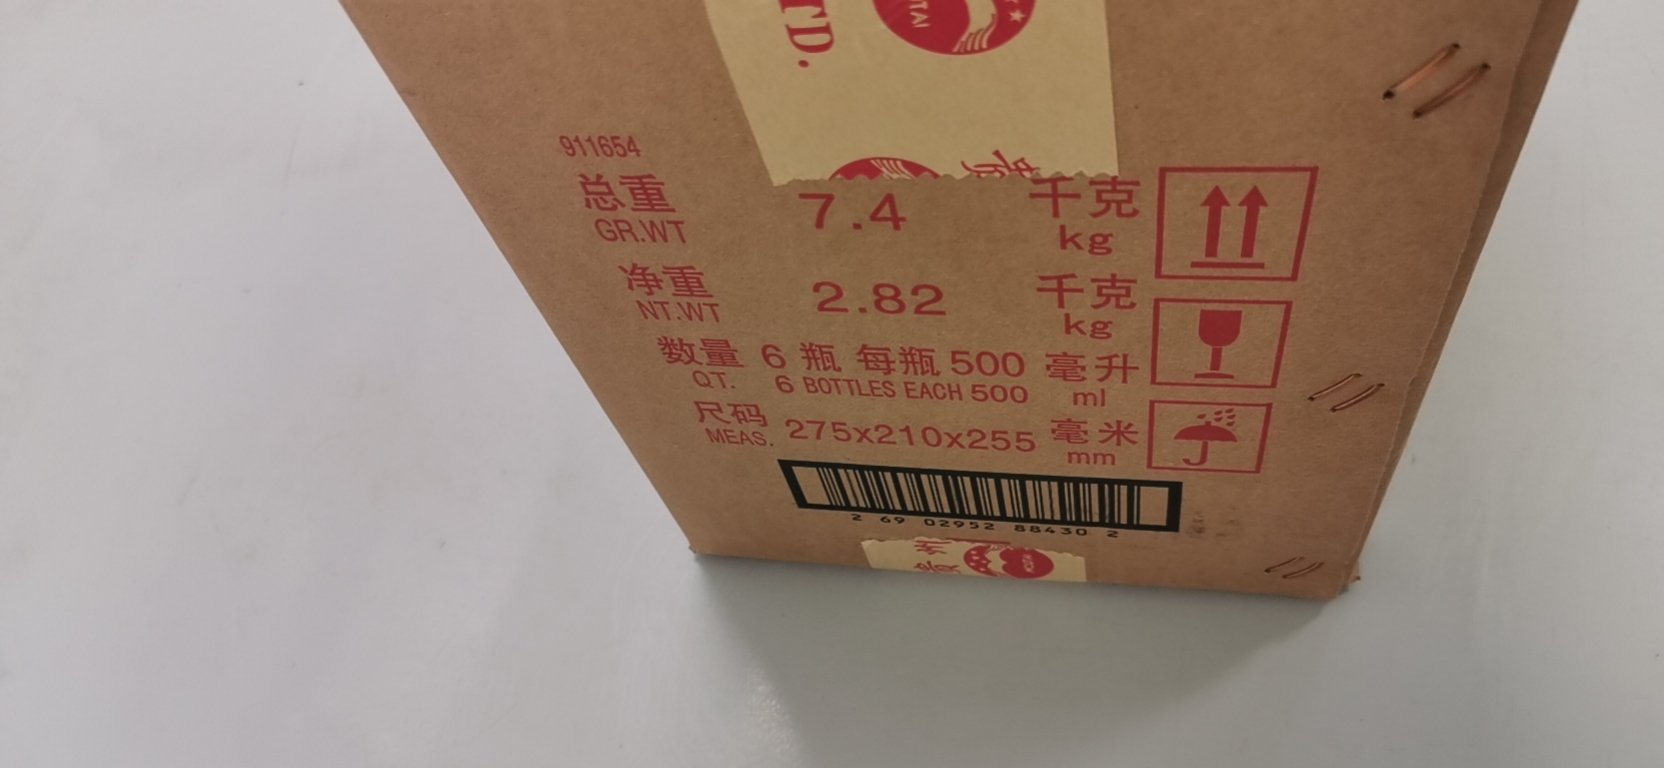 TD.
TAI
911654
总重 7.4 千克
GR.WT kg
净重 2.82 千克
NT.WT kg
数量 6 瓶 每瓶 500 毫升
QT. 6 BOTTLES EACH 500 ml
尺码 275x210x255 毫米
MEAS. mm
2 69 02952 88430 2